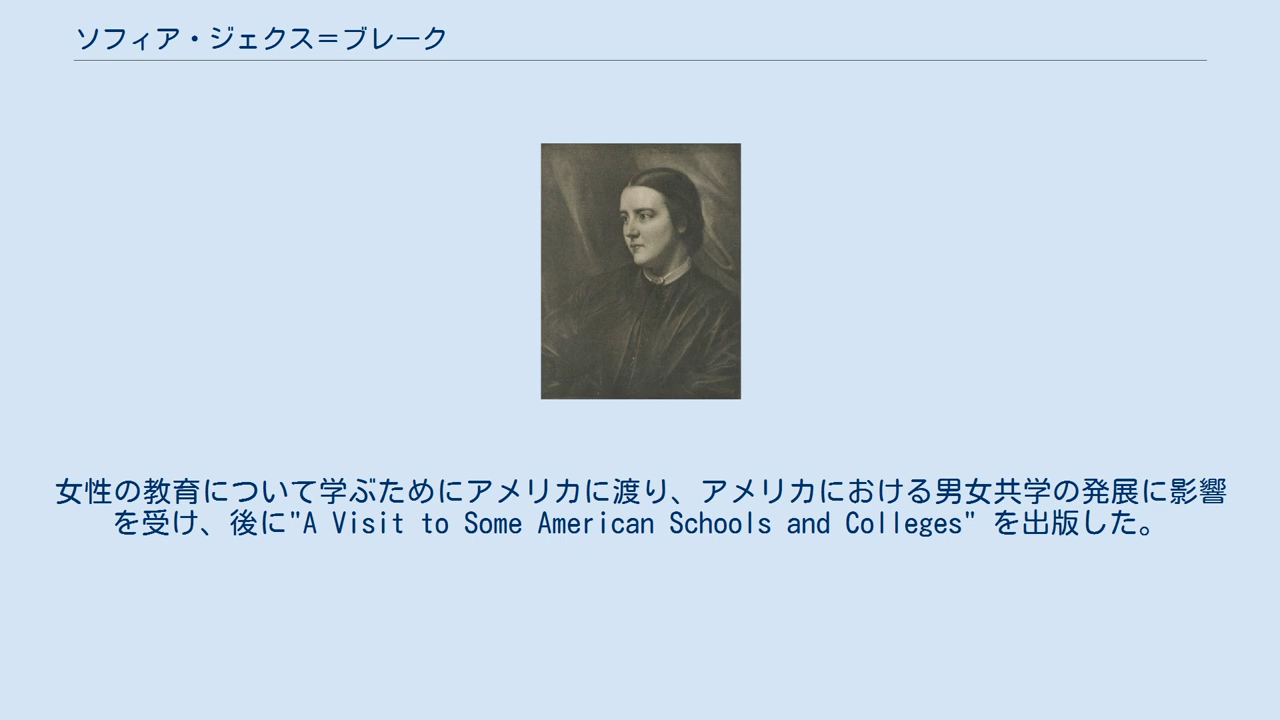 ソフィア・ジェクス＝ブレーク
女性の教育について学ぶためにアメリカに渡り、アメリカにおける男女共学の発展に影響
を受け、後に"A Visit to Some American Schools and Colleges" を出版した。